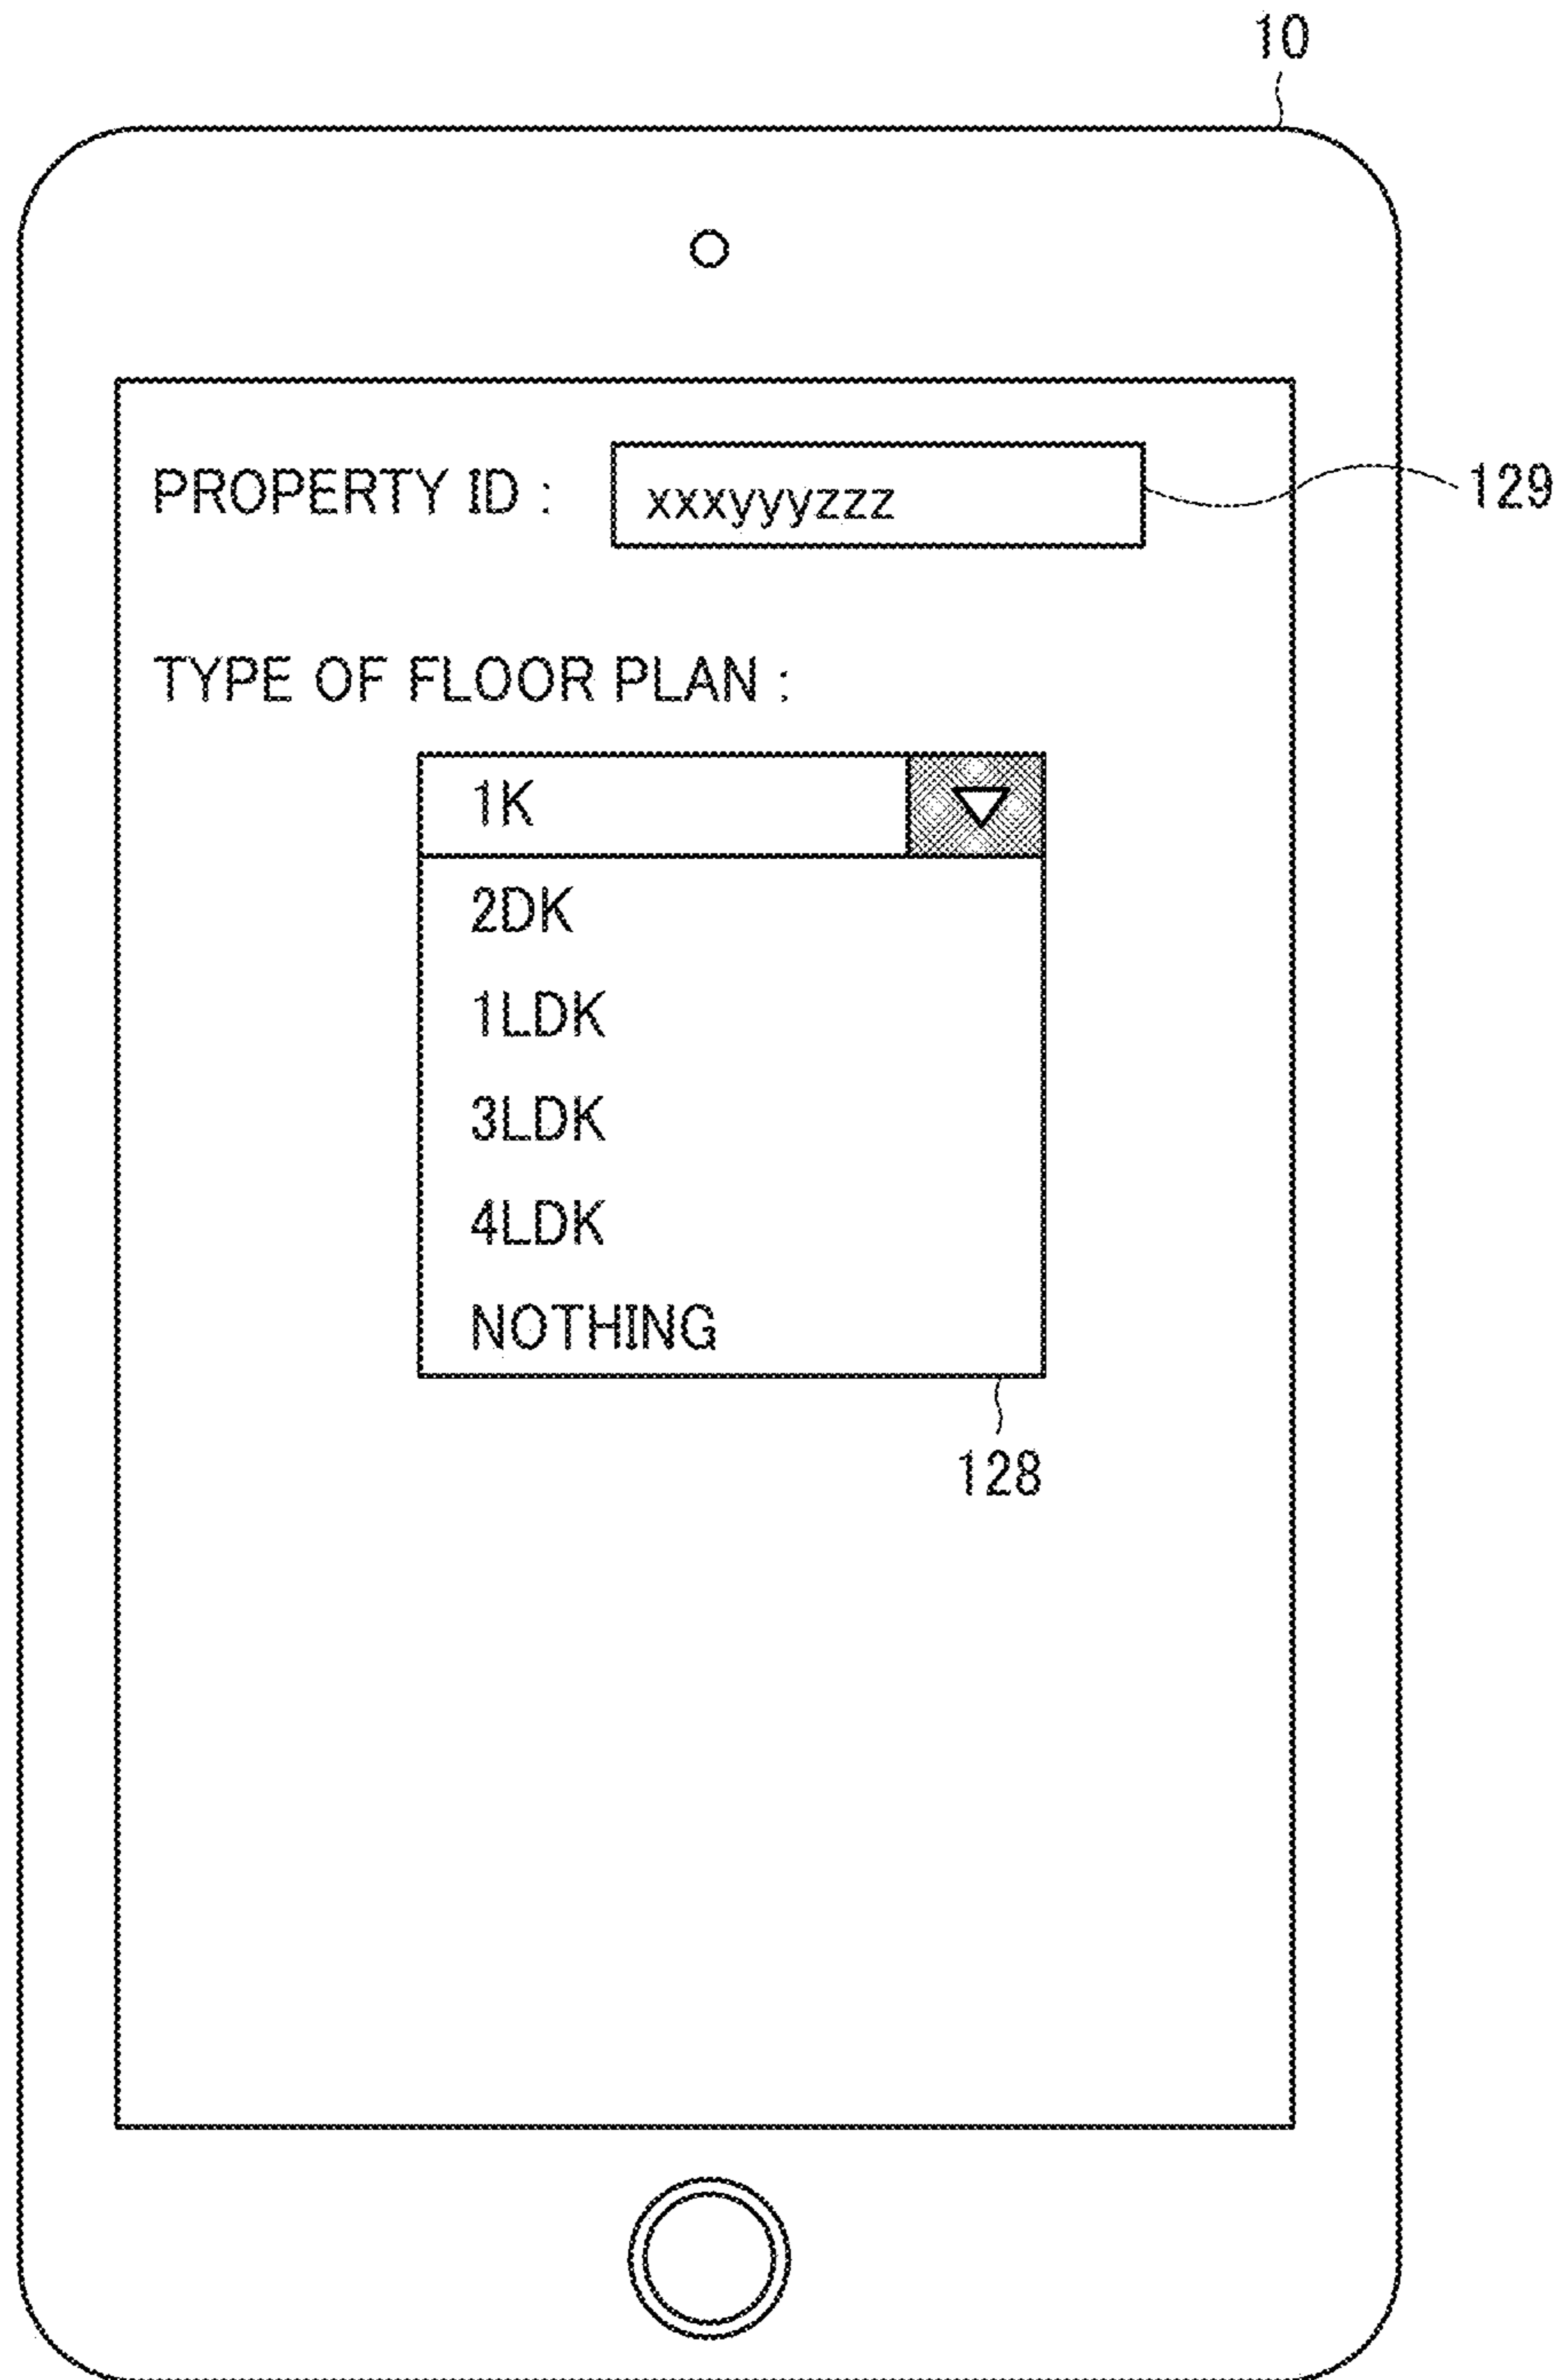 10
PROPERTY ID : xxxyyyzzz
129
TYPE OF FLOOR PLAN :
1K
2DK
1LDK
3LDK
4LDK
NOTHING
128